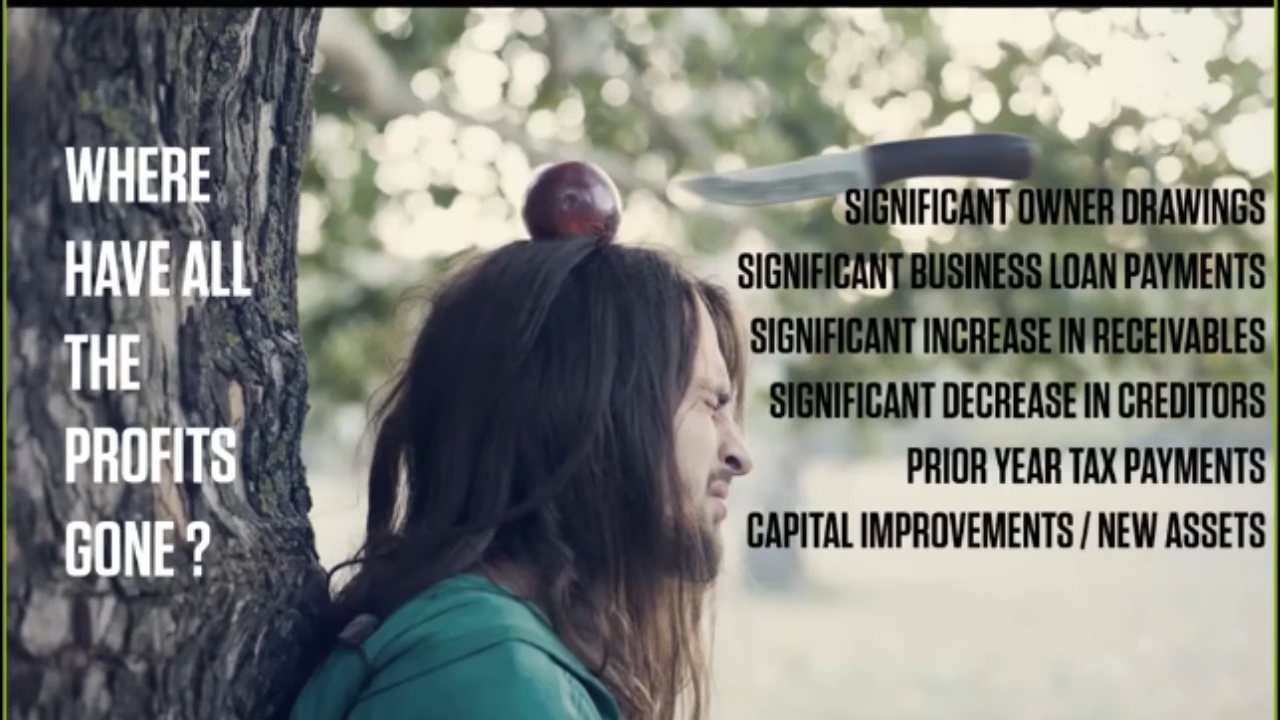 WHERE
HAVE ALL
THE
PROFITS
GONE ?
SIGNIFICANT OWNER DRAWINGS
SIGNIFICANT BUSINESS LOAN PAYMENTS
SIGNIFICANT INCREASE IN RECEIVABLES
SIGNIFICANT DECREASE IN CREDITORS
PRIOR YEAR TAX PAYMENTS
CAPITAL IMPROVEMENTS / NEW ASSETS